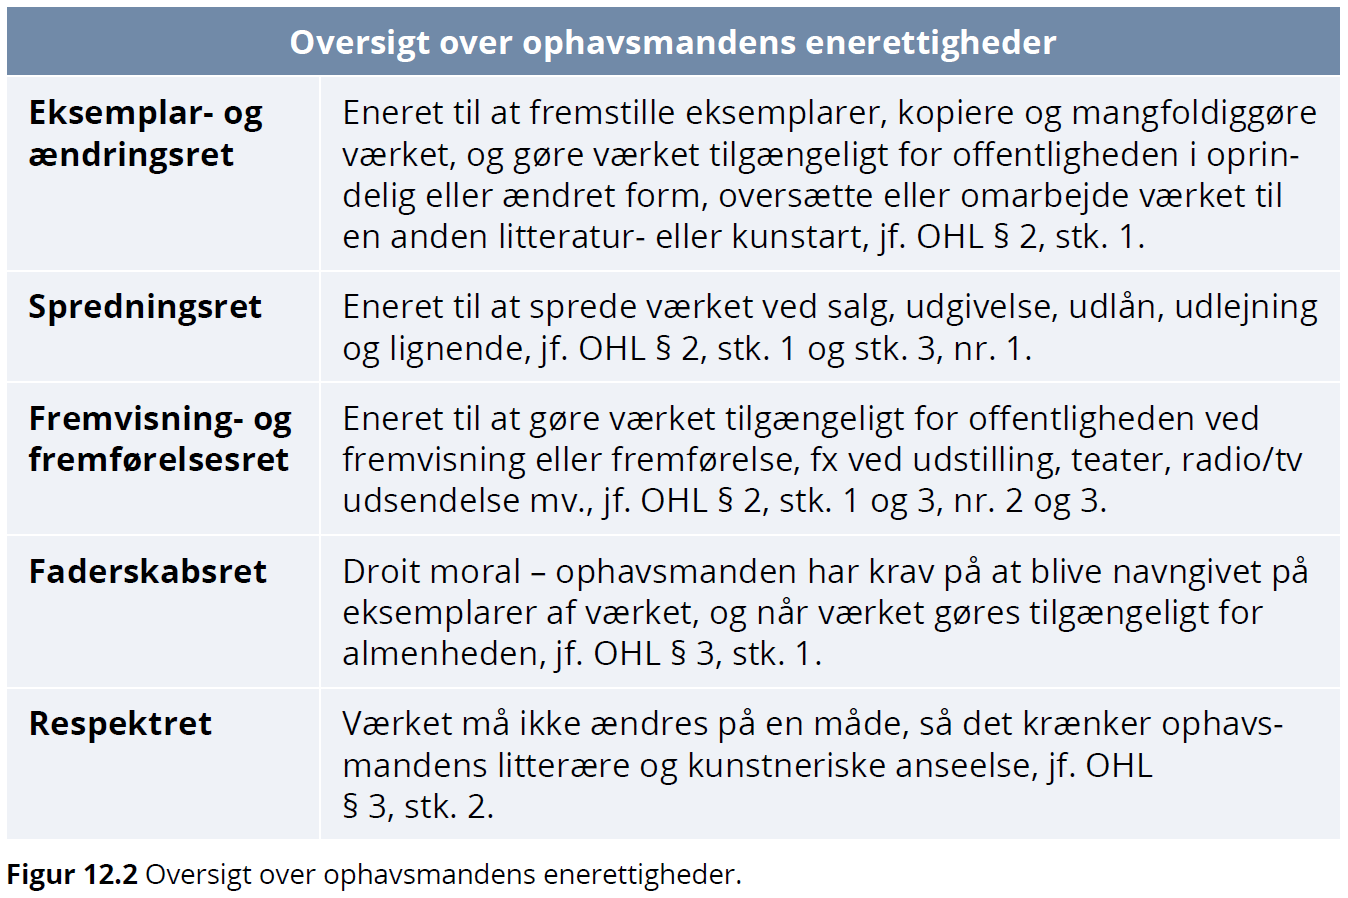 Oversigt over ophavsmandens enerettigheder
Eksemplar- og
ændringsret
Eneret til at fremstille eksemplarer, kopiere og mangfoldiggøre
værket, og gøre værket tilgængeligt for offentligheden i oprin-
delig eller ændret form, oversætte eller omarbejde værket til
en anden litteratur- eller kunstart, jf. OHL § 2, stk. 1.
Spredningsret
Eneret til at sprede værket ved salg, udgivelse, udlån, udlejning
og lignende, jf. OHL § 2, stk. 1 og stk. 3, nr. 1.
Fremvisning- og
fremførelsesret
Eneret til at gøre værket tilgængeligt for offentligheden ved
fremvisning eller fremførelse, fx ved udstilling, teater, radio/tv
udsendelse mv., jf. OHL § 2, stk. 1 og 3, nr. 2 og 3.
Faderskabsret
Droit moral – ophavsmanden har krav på at blive navngivet på
eksemplarer af værket, og når værket gøres tilgængeligt for
almenheden, jf. OHL § 3, stk. 1.
Respektret
Værket må ikke ændres på en måde, så det krænker ophavs-
mandens litterære og kunstneriske anseelse, jf. OHL
§ 3, stk. 2.
Figur 12.2 Oversigt over ophavsmandens enerettigheder.